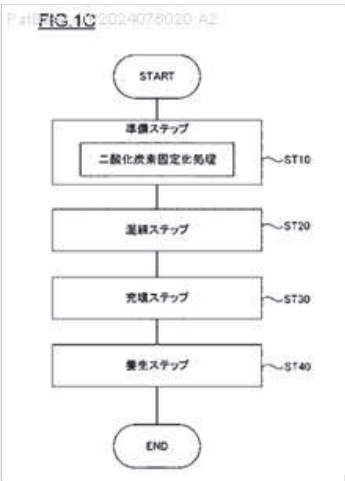 FIG.1C
2024076020 A2
START
準備ステップ
二酸化炭素固定化処理
ST10
混練ステップ
ST20
充填ステップ
ST30
養生ステップ
ST40
END